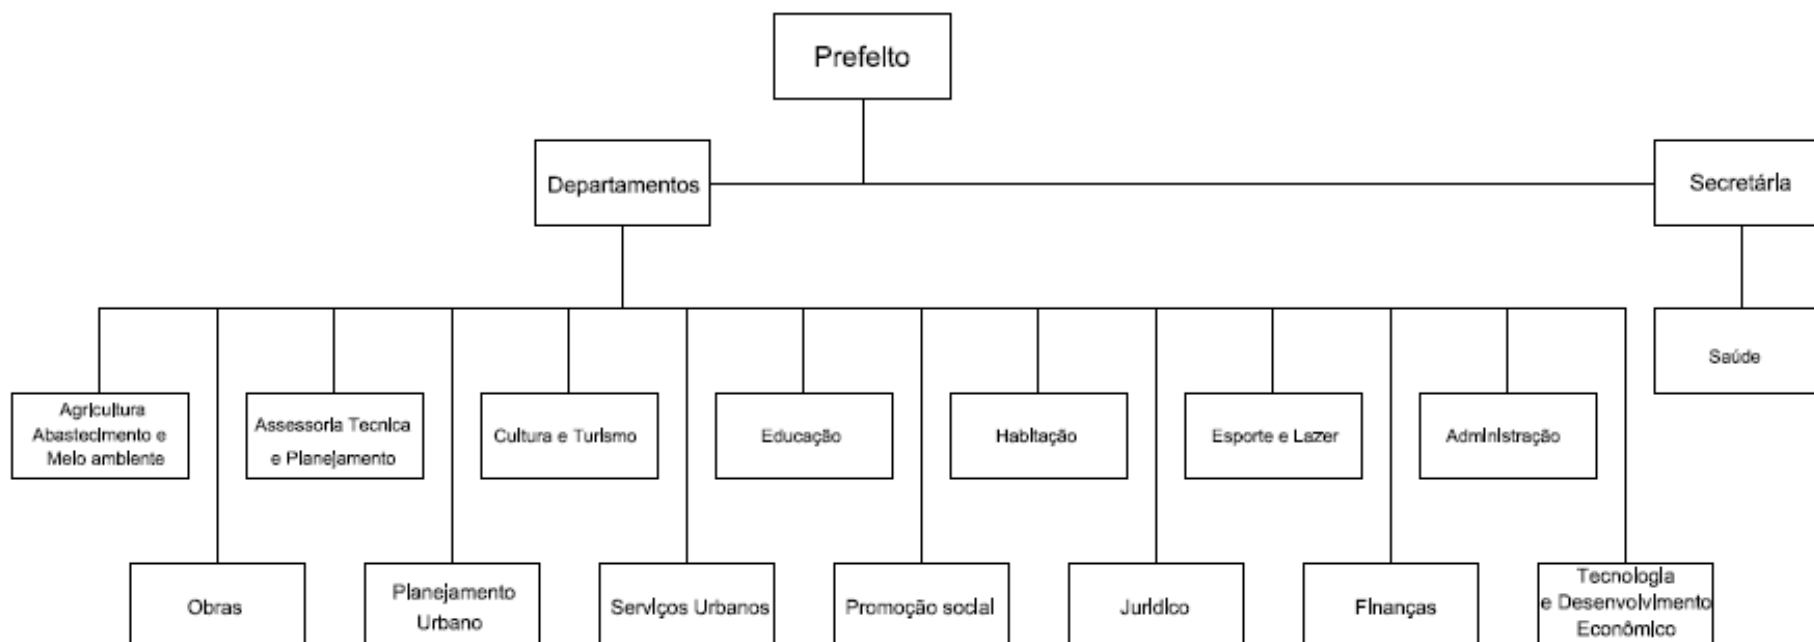 Prefeito
Departamentos
Secretária
Saúde
Agricultura
Abastecimento e
Meio ambiente
Assessoria Tecnica
e Planejamento
Cultura e Turismo
Educação
Habitação
Esporte e Lazer
Administração
Obras
Planejamento
Urbano
Serviços Urbanos
Promoção social
Jurídico
Finanças
Tecnologia
e Desenvolvimento
Econômico